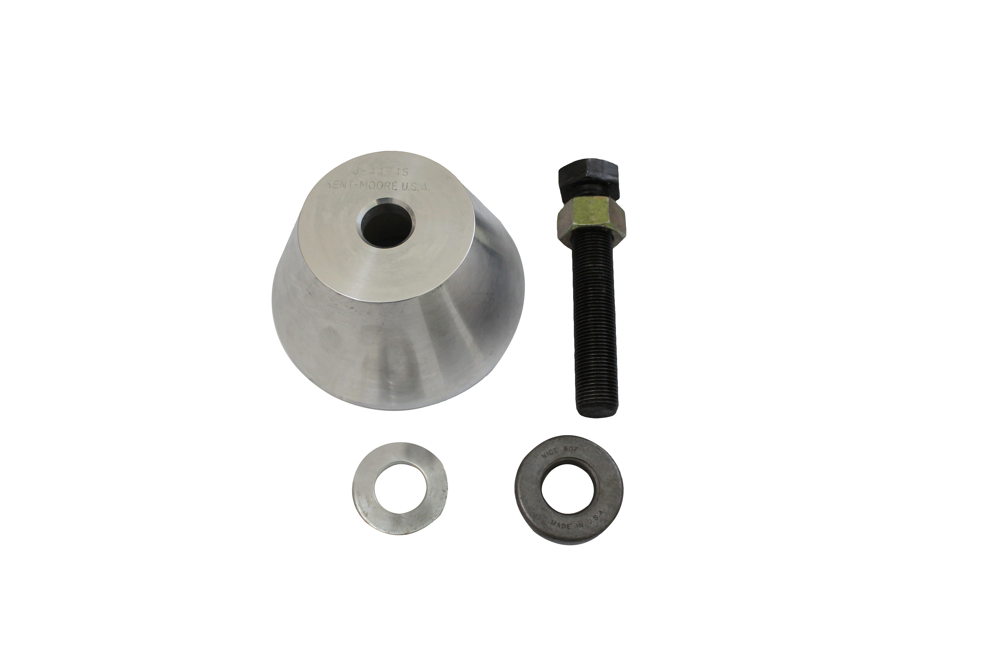 J-44645
KENT-MOORE U.S.A.
NICE 607
MADE IN U.S.A.